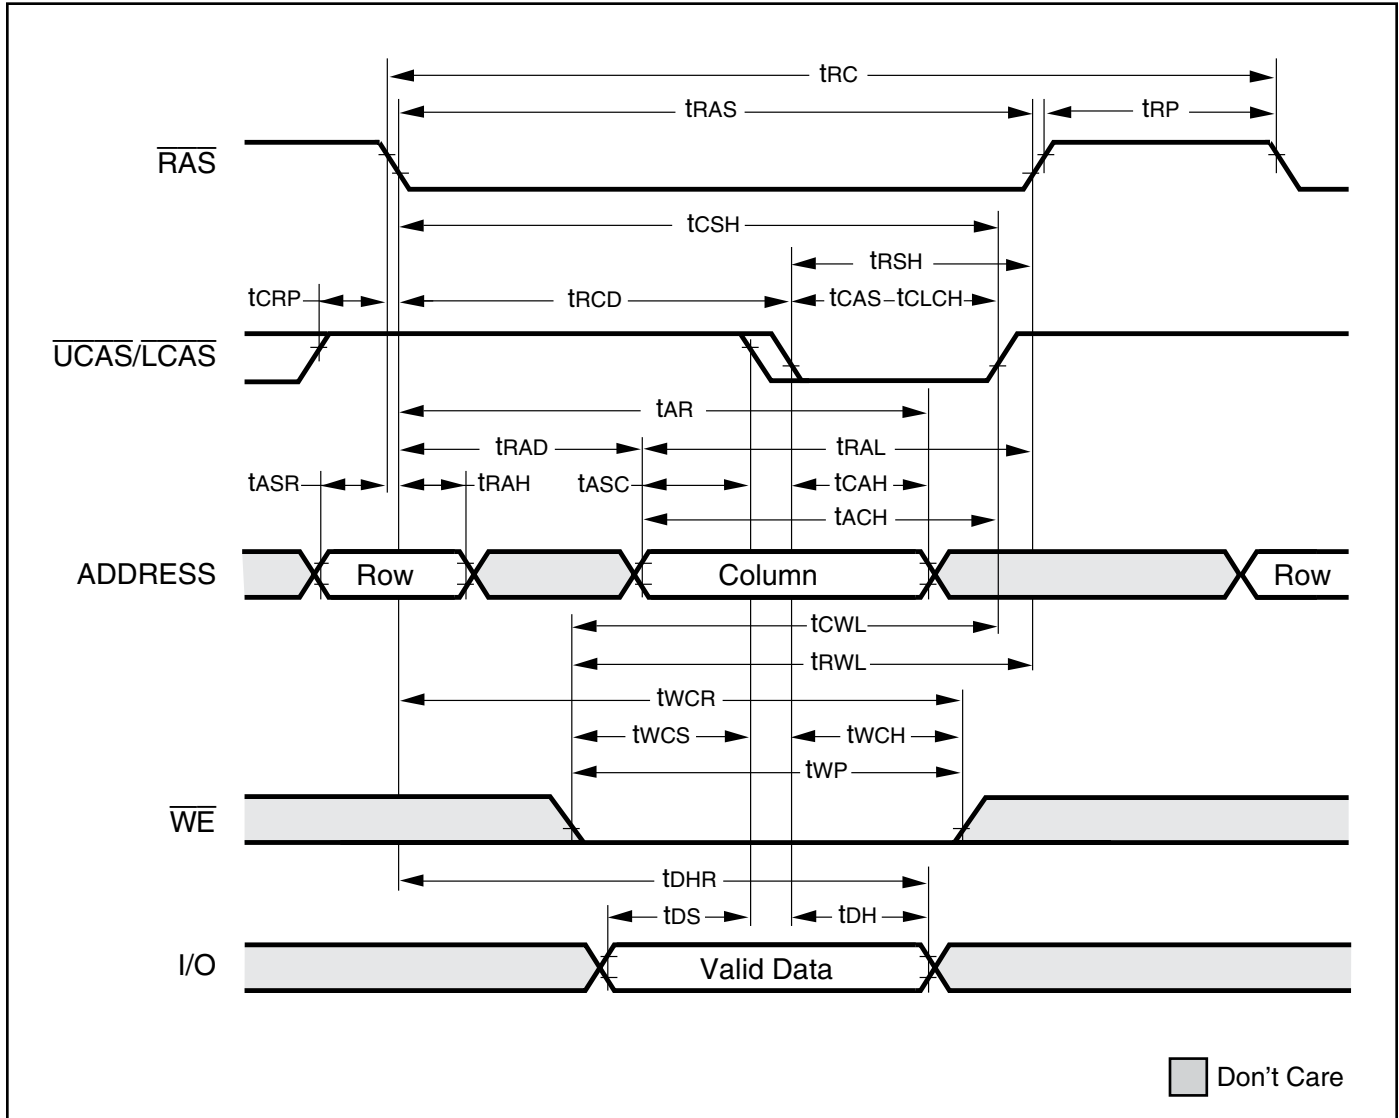 tRC
tRAS tRP
RAS
tCSH
tRSH
tCRP tRCD tCAS tCLCH
UCAS/LCAS
tAR
tRAD tRAL
tASR tRAH tASC tCAH
tACH
ADDRESS Row Column Row
tCWL
tRWL
tWCR
tWCS tWCH
tWP
WE
tDHR
tDS tDH
I/O Valid Data
Don't Care